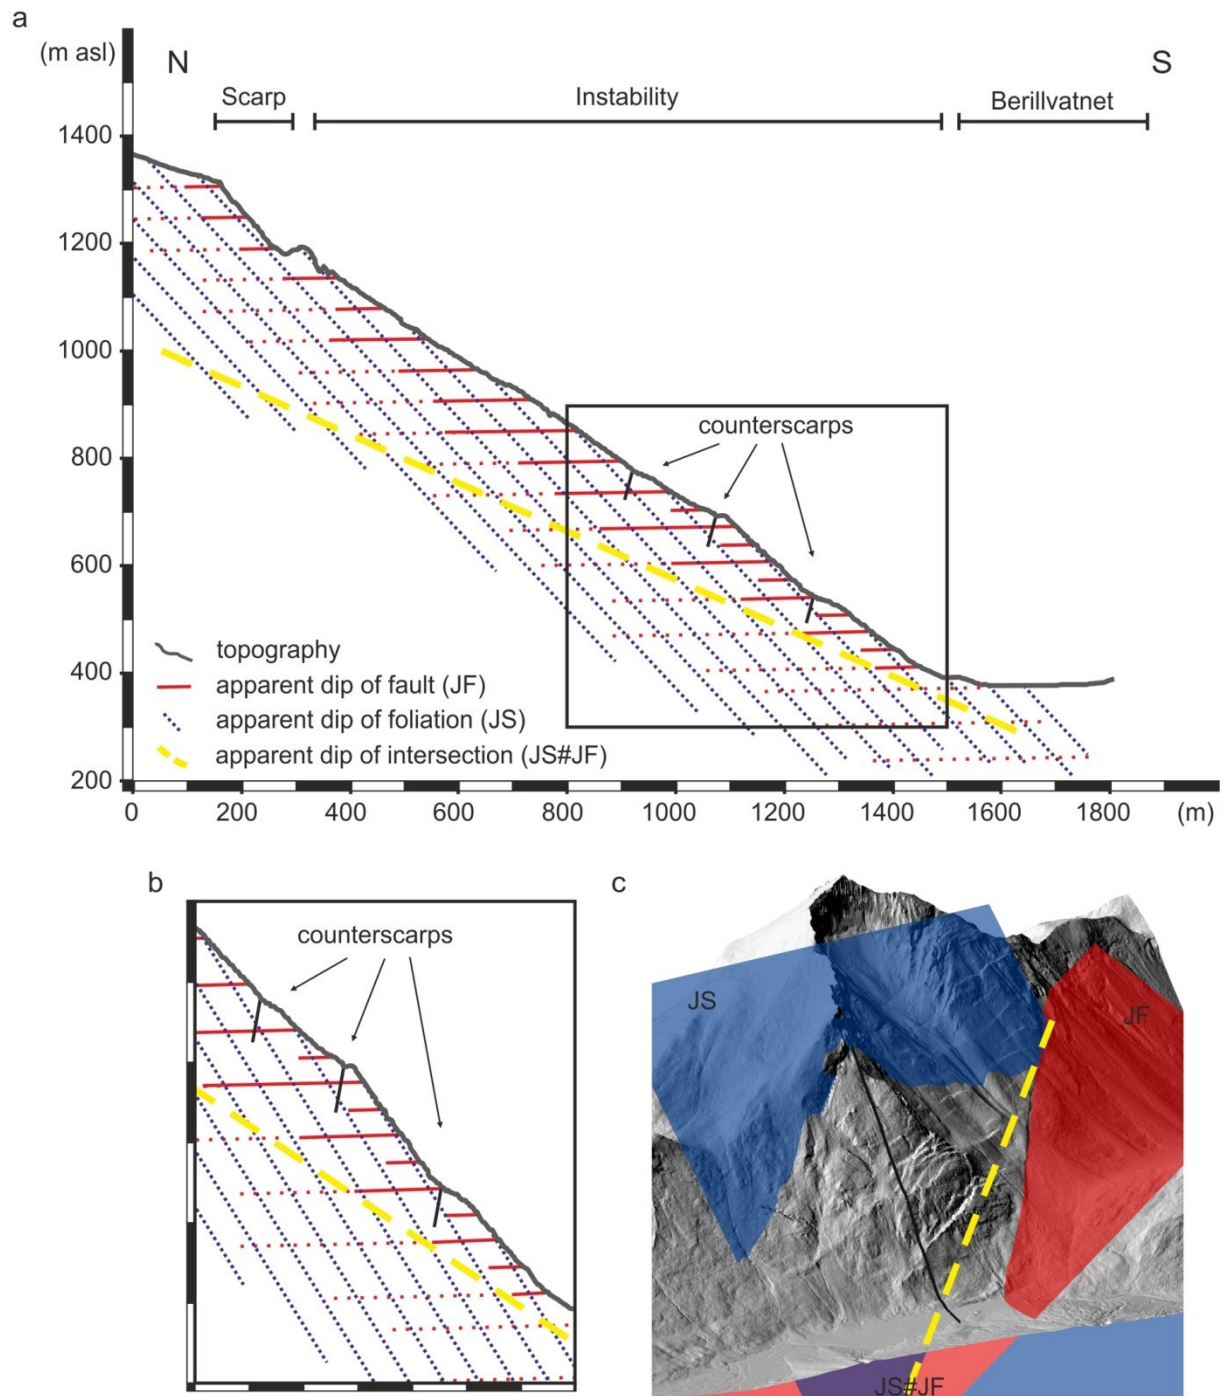 a
(m asl)
N
S
Scarp
Instability
Berillvatnet
1400
1200
1000
800
600
400
200
counterscarps
topography
apparent dip of fault (JF)
apparent dip of foliation (JS)
apparent dip of intersection (JS#JF)
0 200 400 600 800 1000 1200 1400 1600 1800 (m)
b
counterscarps
c
JS
JF
JS#JF